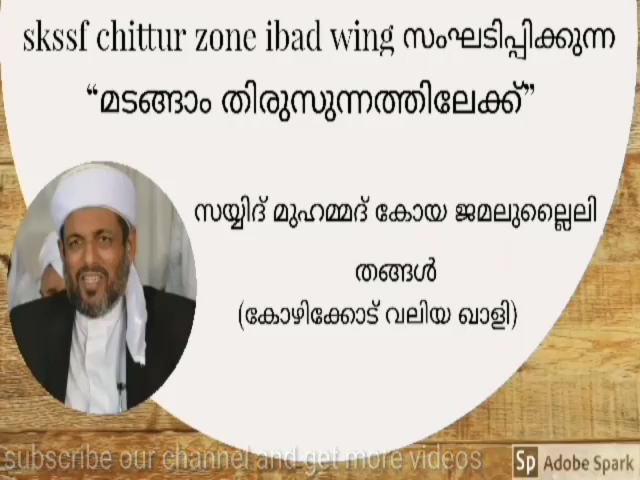 skssf chittur zone ibad wing സംഘടിപ്പിക്കുന്ന
“മടങ്ങാം തിരുസുന്നത്തിലേക്ക്”
സയ്യിദ് മുഹമ്മദ് കോയ ജമലുല്ലൈലി
തങ്ങൾ
(കോഴിക്കോട് വലിയ ഖാളി)
subscribe our channel and get more videos
Sp Adobe Spark